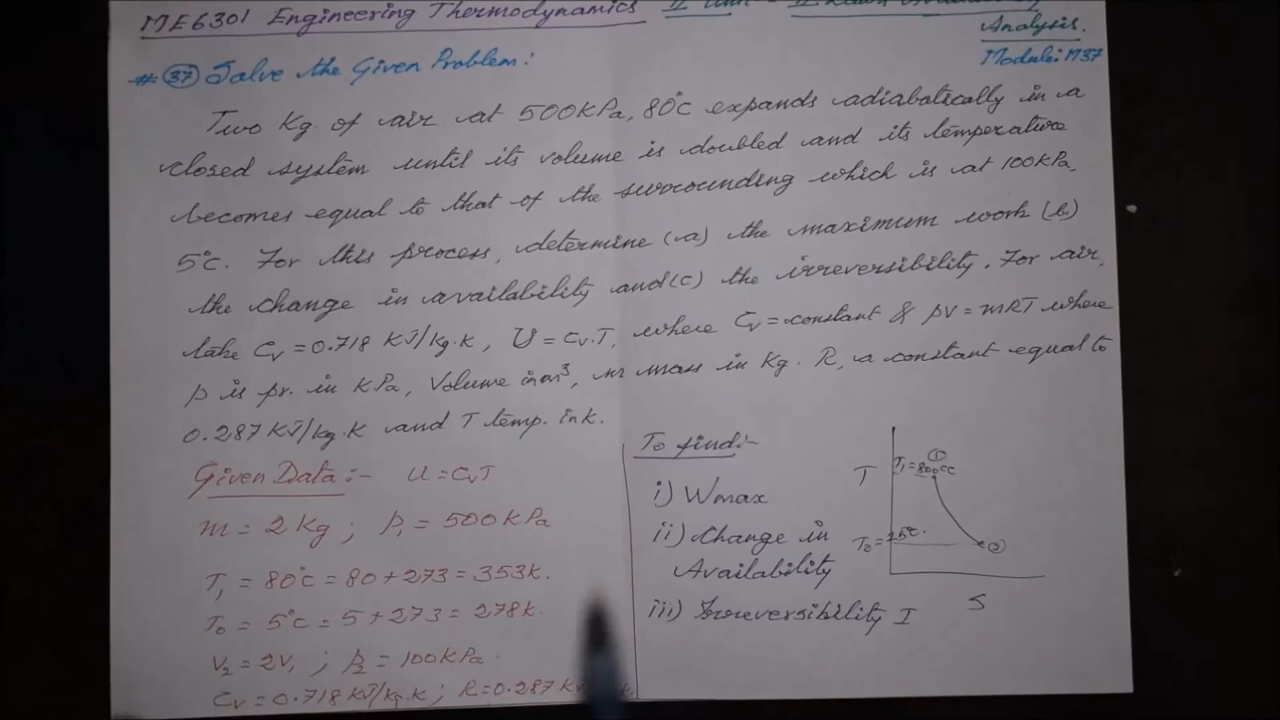 ME6301 Engineering Thermodynamics
Analysis.
Module: M37
# 37 Solve the Given Problem:
Two Kg of air at 500KPa, 80°C expands adiabatically in a
closed system until its volume is doubled and its temperature
becomes equal to that of the surrounding which is at 100KPa,
5°C. For this process, determine (a) the maximum work (b)
the change in availability and (c) the irreversibility. For air,
take Cv = 0.718 KJ/kg.K, U = Cv.T, where Cv = constant & pv = mRT where
p is pr. in KPa, Volume in m³, m mass in Kg. R, a constant equal to
0.287 KJ/kg.K and T temp. in K.
Given Data:- U = CvT
m = 2 Kg ; p₁ = 500 KPa
T₁ = 80°C = 80 + 273 = 353K.
T₀ = 5°C = 5 + 273 = 278K.
V₂ = 2V₁ ; p₂ = 100KPa
Cv = 0.718 KJ/kg.K ; R = 0.287
To find:-
i) Wmax
ii) Change in
Availability
iii) Irreversibility I
T
T₁ =
①
T₀ =
②
S